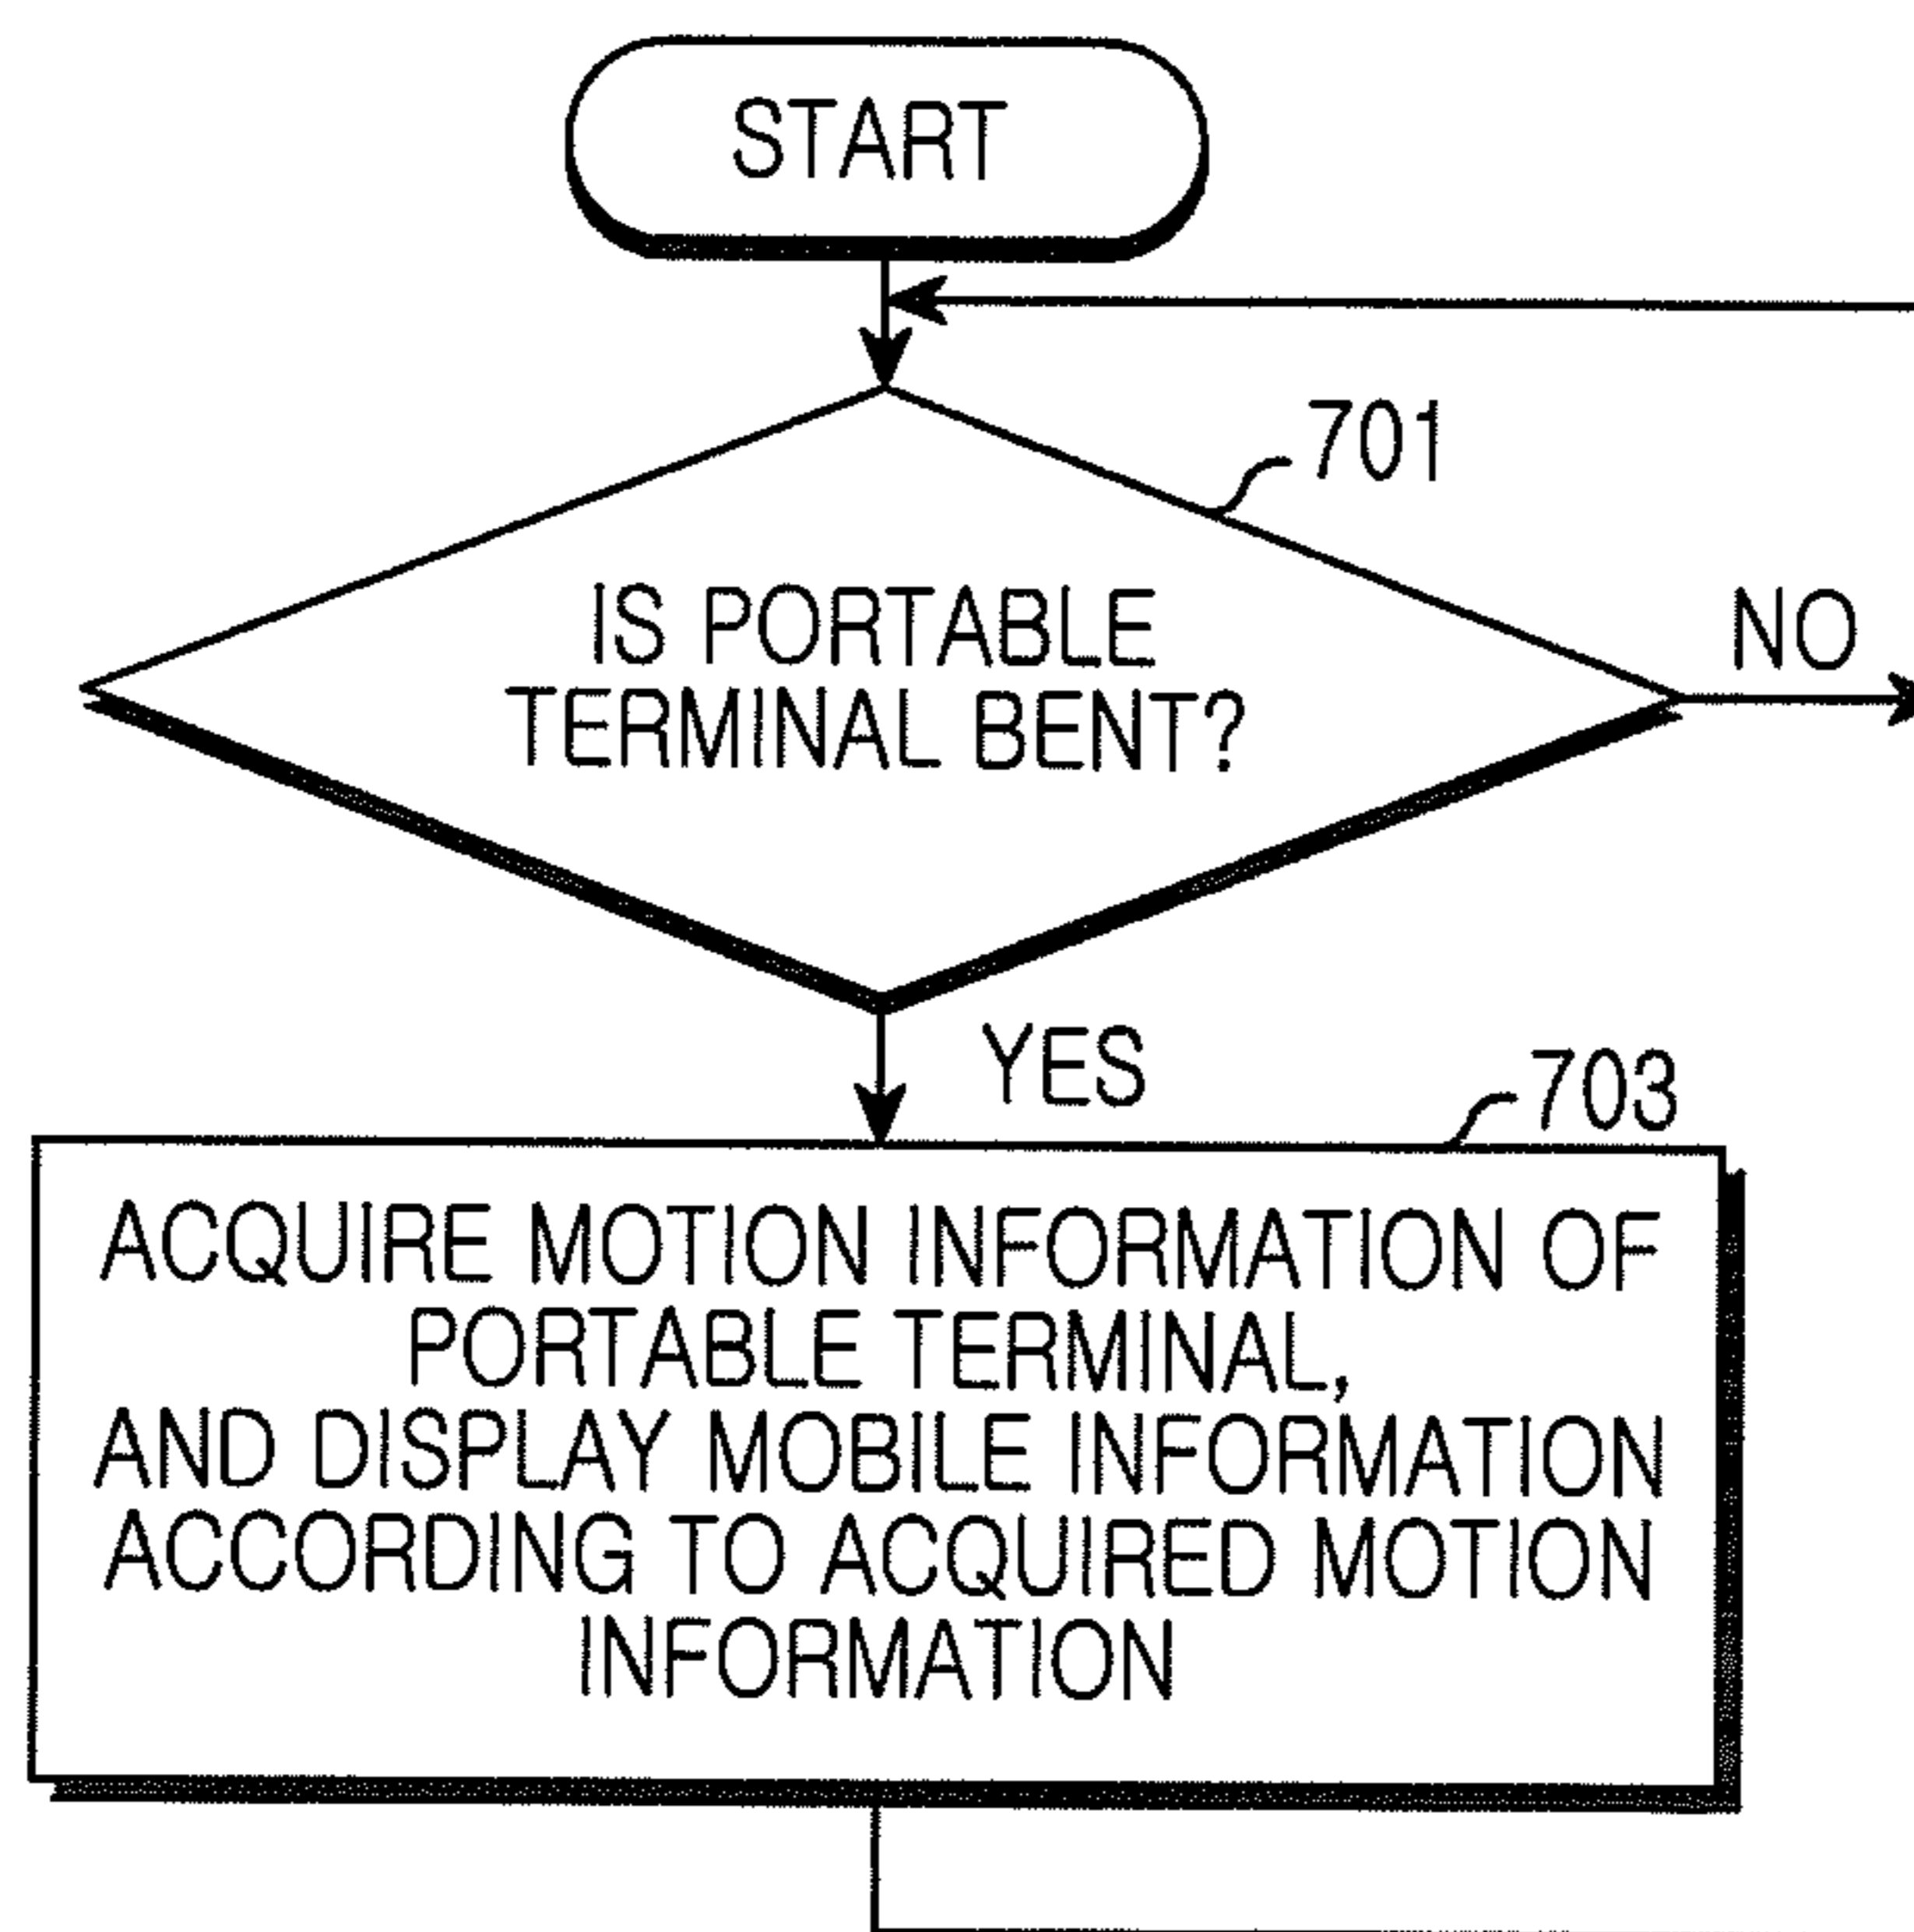 START
701
IS PORTABLE
TERMINAL BENT?
NO
YES
703
ACQUIRE MOTION INFORMATION OF
PORTABLE TERMINAL,
AND DISPLAY MOBILE INFORMATION
ACCORDING TO ACQUIRED MOTION
INFORMATION